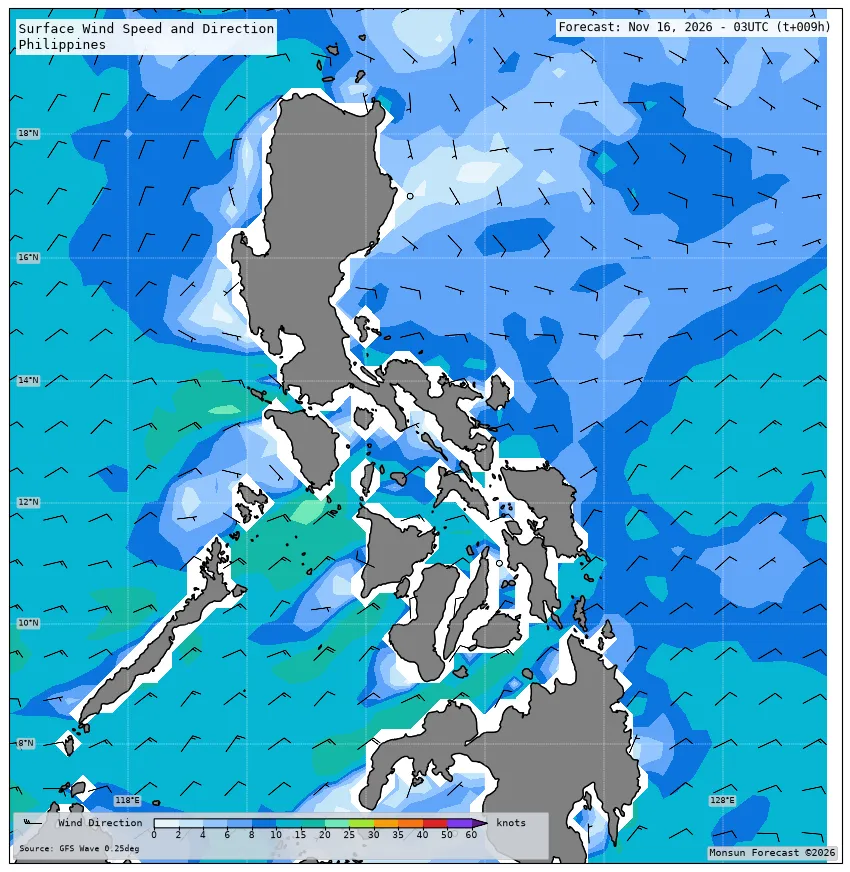 Surface Wind Speed and Direction
Philippines
Forecast: Nov 16, 2026 - 03UTC (t+009h)
18°N
16°N
14°N
12°N
10°N
8°N
118°E
128°E
Wind Direction
0 2 4 6 8 10 15 20 25 30 40 50 60
knots
Source: GFS Wave 0.25deg
Monsun Forecast ©2026